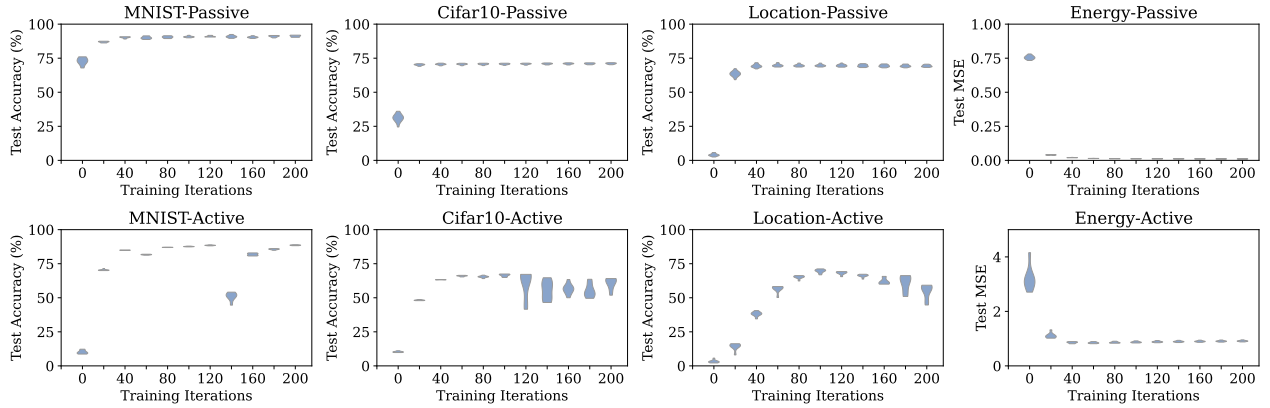 MNIST-Passive
Test Accuracy (%)
100
75
50
25
0
0 40 80 120 160 200
Training Iterations
Cifar10-Passive
Test Accuracy (%)
100
75
50
25
0
0 40 80 120 160 200
Training Iterations
Location-Passive
Test Accuracy (%)
100
75
50
25
0
0 40 80 120 160 200
Training Iterations
Energy-Passive
Test MSE
1.00
0.75
0.50
0.25
0.00
0 40 80 120 160 200
Training Iterations
MNIST-Active
Test Accuracy (%)
100
75
50
25
0
0 40 80 120 160 200
Training Iterations
Cifar10-Active
Test Accuracy (%)
100
75
50
25
0
0 40 80 120 160 200
Training Iterations
Location-Active
Test Accuracy (%)
100
75
50
25
0
0 40 80 120 160 200
Training Iterations
Energy-Active
Test MSE
4
2
0
0 40 80 120 160 200
Training Iterations